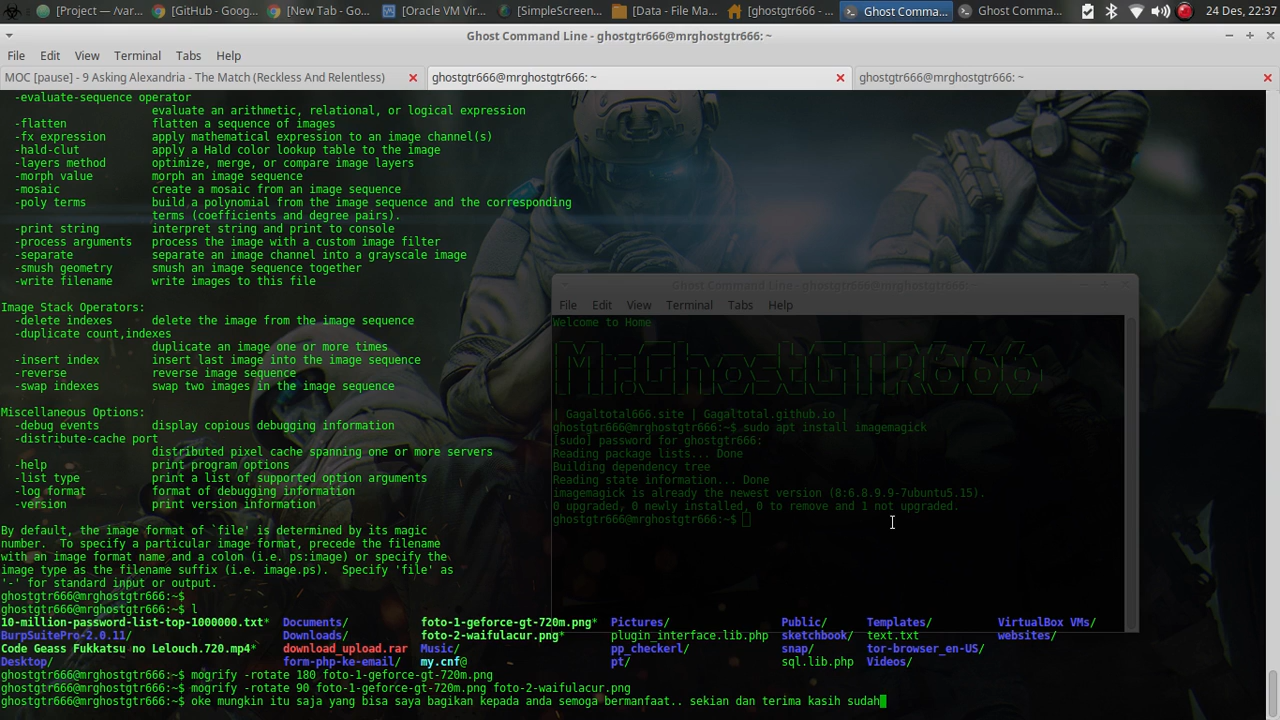 [Project] — /var...
[GitHub - Goog...
[New Tab - Go...
[Oracle VM Vir...
[SimpleScreen...
[Data - File Ma...
[ghostgtr666 - ...
Ghost Comma...
Ghost Comma...
24 Des, 22:37
Ghost Command Line - ghostgtr666@mrghostgtr666: ~
File Edit View Terminal Tabs Help
MOC [pause] - 9 Asking Alexandria - The Match (Reckless And Relentless)
ghostgtr666@mrghostgtr666: ~
ghostgtr666@mrghostgtr666: ~
-evaluate-sequence operator
evaluate an arithmetic, relational, or logical expression
-flatten flatten a sequence of images
-fx expression apply mathematical expression to an image channel(s)
-hald-clut apply a Hald color lookup table to the image
-layers method optimize, merge, or compare image layers
-morph value morph an image sequence
-mosaic create a mosaic from an image sequence
-poly terms build a polynomial from the image sequence and the corresponding
terms (coefficients and degree pairs).
-print string interpret string and print to console
-process arguments process the image with a custom image filter
-separate separate an image channel into a grayscale image
-smush geometry smush an image sequence together
-write filename write images to this file
Image Stack Operators:
-delete indexes delete the image from the image sequence
-duplicate count,indexes
duplicate an image one or more times
-insert index insert last image into the image sequence
-reverse reverse image sequence
-swap indexes swap two images in the image sequence
Miscellaneous Options:
-debug events display copious debugging information
-distribute-cache port
distributed pixel cache spanning one or more servers
-help print program options
-list type print a list of supported option arguments
-log format format of debugging information
-version print version information
By default, the image format of `file' is determined by its magic
number. To specify a particular image format, precede the filename
with an image format name and a colon (i.e. ps:image) or specify the
image type as the filename suffix (i.e. image.ps). Specify 'file' as
'-' for standard input or output.
ghostgtr666@mrghostgtr666:~$
ghostgtr666@mrghostgtr666:~$ l
10-million-password-list-top-1000000.txt* Documents/ foto-1-geforce-gt-720m.png* Pictures/ Public/ Templates/ VirtualBox VMs/
BurpSuitePro-2.0.11/ Downloads/ foto-2-waifulacur.png* plugin_interface.lib.php sketchbook/ text.txt websites/
Code Geass Fukkatsu no Lelouch.720.mp4* download_upload.rar Music/ pp_checkerl/ snap/ tor-browser_en-US/
Desktop/ form-php-ke-email/ my.cnf@ pt/ sql.lib.php Videos/
ghostgtr666@mrghostgtr666:~$ mogrify -rotate 180 foto-1-geforce-gt-720m.png
ghostgtr666@mrghostgtr666:~$ mogrify -rotate 90 foto-1-geforce-gt-720m.png foto-2-waifulacur.png
ghostgtr666@mrghostgtr666:~$ oke mungkin itu saja yang bisa saya bagikan kepada anda semoga bermanfaat.. sekian dan terima kasih sudah
Ghost Command Line - ghostgtr666@mrghostgtr666: ~
File Edit View Terminal Tabs Help
Welcome to Home
MrGhostGTR666
| Gagaltotal666.site | Gagaltotal.github.io |
ghostgtr666@mrghostgtr666:~$ sudo apt install imagemagick
[sudo] password for ghostgtr666:
Reading package lists... Done
Building dependency tree
Reading state information... Done
imagemagick is already the newest version (8:6.8.9.9-7ubuntu5.15).
0 upgraded, 0 newly installed, 0 to remove and 1 not upgraded.
ghostgtr666@mrghostgtr666:~$